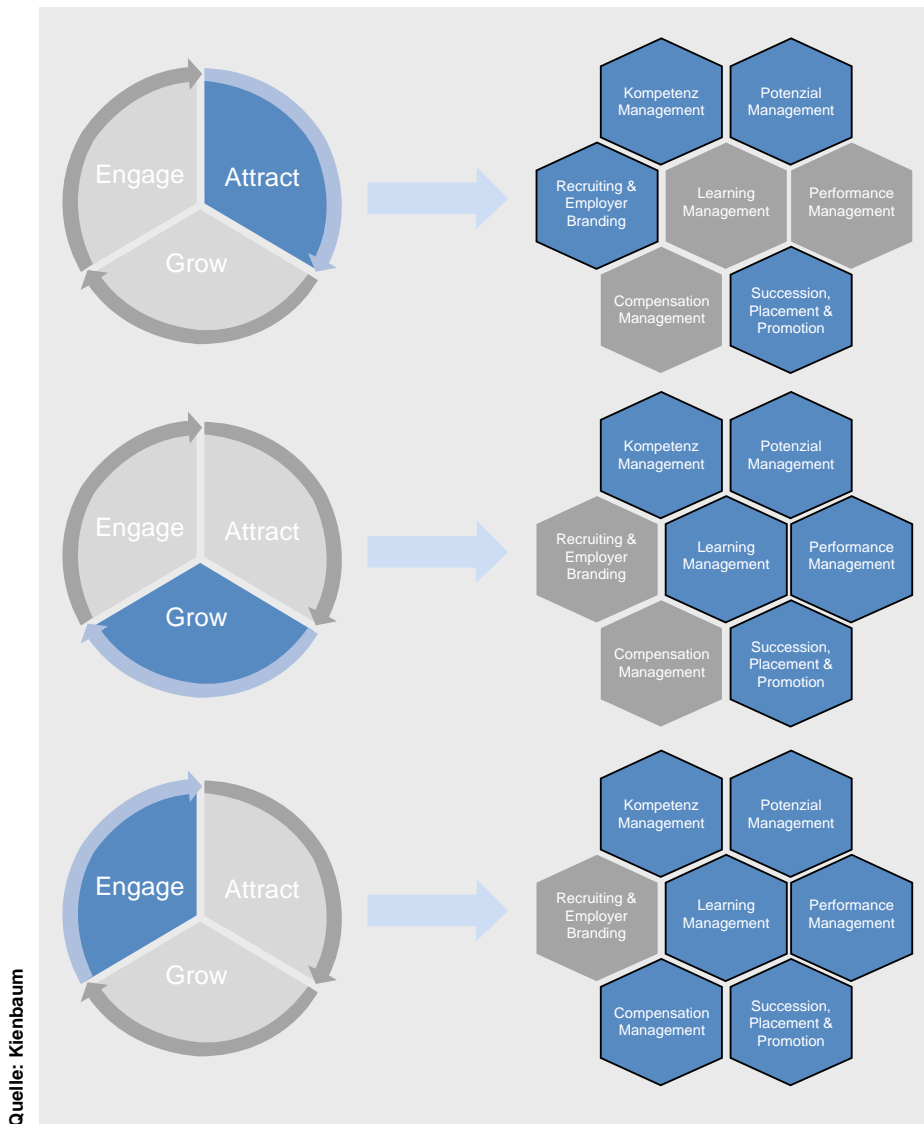 Engage
Attract
Grow
Kompetenz
Management
Potenzial
Management
Recruiting &
Employer
Branding
Learning
Management
Performance
Management
Compensation
Management
Succession,
Placement &
Promotion
Engage
Attract
Grow
Kompetenz
Management
Potenzial
Management
Recruiting &
Employer
Branding
Learning
Management
Performance
Management
Compensation
Management
Succession,
Placement &
Promotion
Engage
Attract
Grow
Kompetenz
Management
Potenzial
Management
Recruiting &
Employer
Branding
Learning
Management
Performance
Management
Compensation
Management
Succession,
Placement &
Promotion
Quelle: Kienbaum